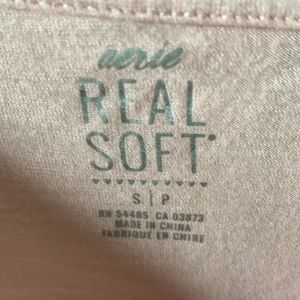 aerie
REAL
SOFT®
S | P
RN 54485 CA 03873
MADE IN CHINA
FABRIQUÉ EN CHINE